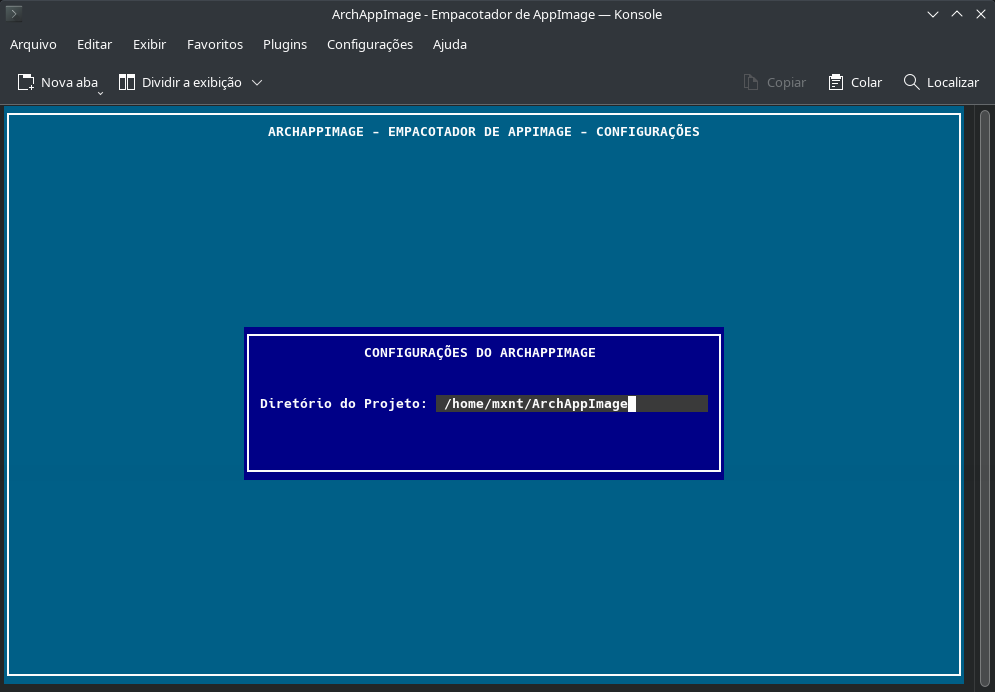 ArchAppImage - Empacotador de AppImage — Konsole
Arquivo Editar Exibir Favoritos Plugins Configurações Ajuda
Nova aba Dividir a exibição Copiar Colar Localizar
ARCHAPPIMAGE - EMPACOTADOR DE APPIMAGE - CONFIGURAÇÕES
CONFIGURAÇÕES DO ARCHAPPIMAGE
Diretório do Projeto: /home/mxnt/ArchAppImage